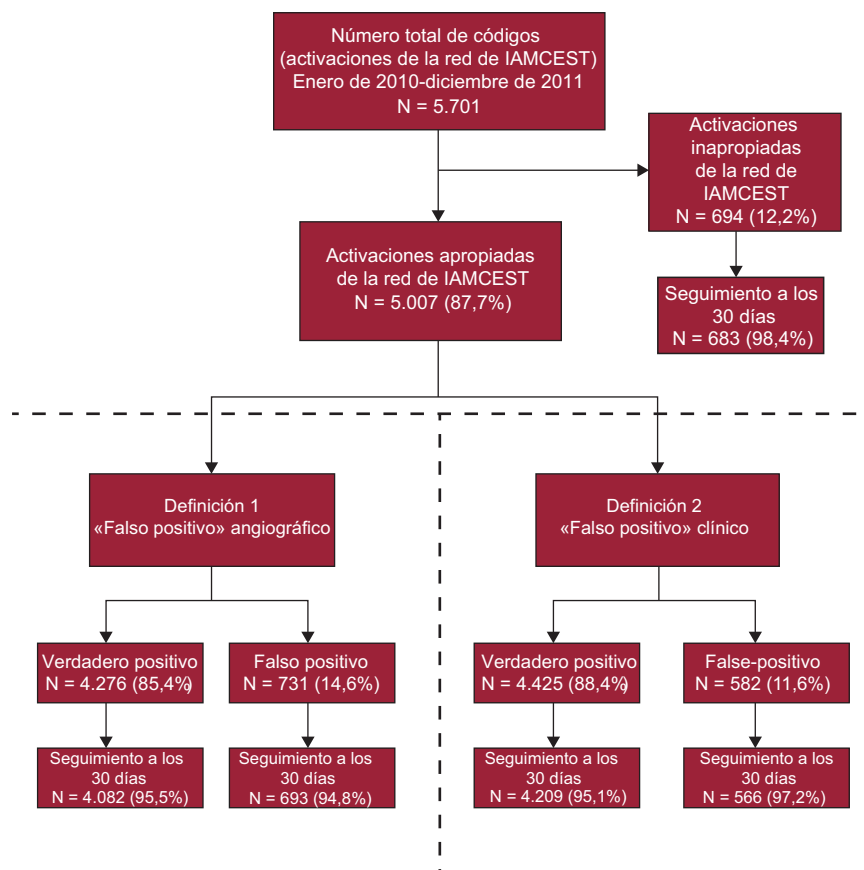 Número total de códigos
(activaciones de la red de IAMCEST)
Enero de 2010-diciembre de 2011
N = 5.701
Activaciones
inapropiadas
de la red de
IAMCEST
N = 694 (12,2%)
Activaciones apropiadas
de la red de IAMCEST
N = 5.007 (87,7%)
Seguimiento a los
30 días
N = 683 (98,4%)
Definición 1
«Falso positivo» angiográfico
Definición 2
«Falso positivo» clínico
Verdadero positivo
N = 4.276 (85,4%)
Falso positivo
N = 731 (14,6%)
Verdadero positivo
N = 4.425 (88,4%)
False-positivo
N = 582 (11,6%)
Seguimiento a los
30 días
N = 4.082 (95,5%)
Seguimiento a los
30 días
N = 693 (94,8%)
Seguimiento a los
30 días
N = 4.209 (95,1%)
Seguimiento a los
30 días
N = 566 (97,2%)